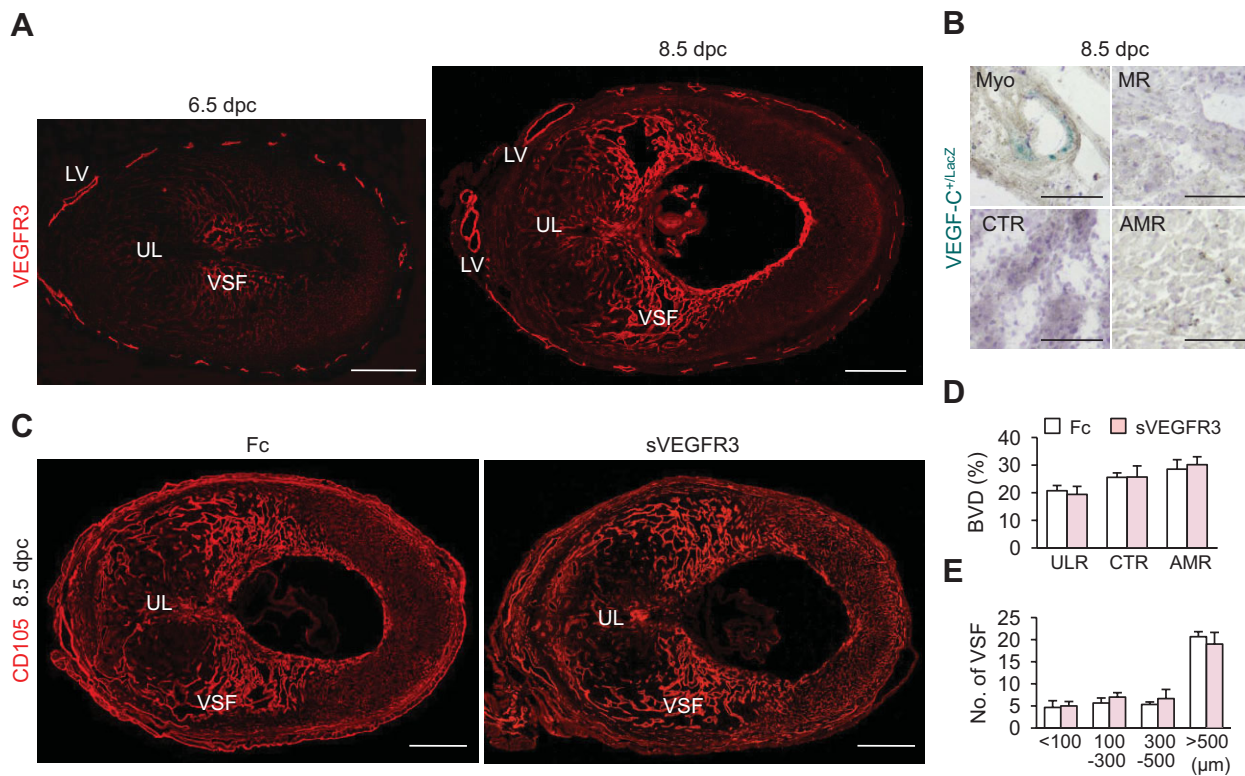 A
6.5 dpc
8.5 dpc
VEGFR3
LV
UL
VSF
LV
UL
LV
VSF
B
8.5 dpc
VEGF-C+/LacZ
Myo
MR
CTR
AMR
C
Fc
sVEGFR3
CD105 8.5 dpc
UL
VSF
UL
VSF
D
Fc sVEGFR3
BVD (%)
40
30
20
10
0
ULR CTR AMR
E
No. of VSF
25
20
15
10
5
0
<100 100 300 >500
-300 -500 (μm)